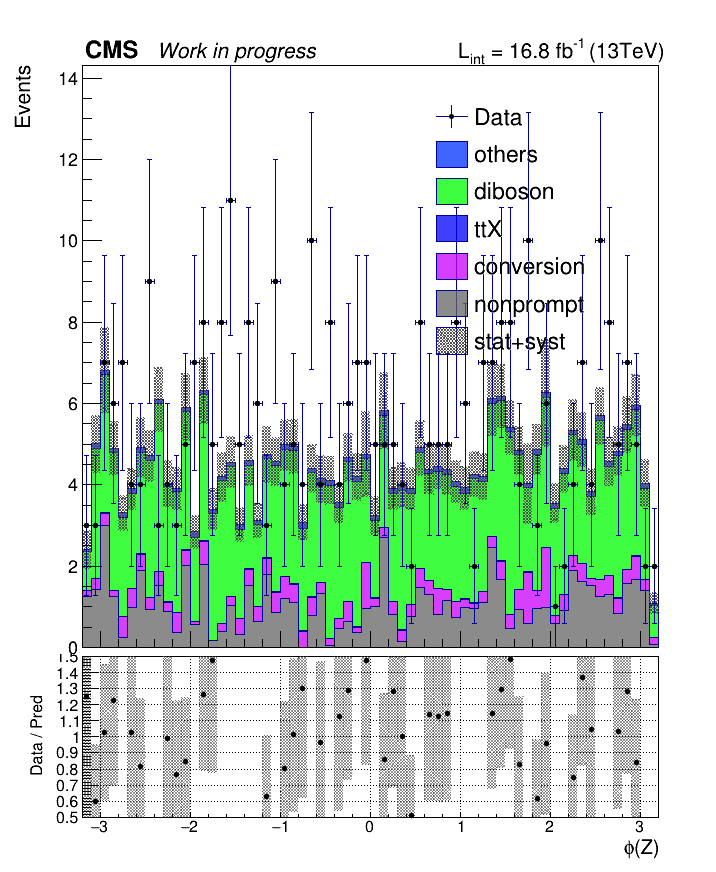 CMS Work in progress L_int = 16.8 fb^-1 (13TeV)
Events
14
12
10
8
6
4
2
0
Data
others
diboson
ttX
conversion
nonprompt
stat+syst
Data / Pred
1.5
1.4
1.3
1.2
1.1
1
0.9
0.8
0.7
0.6
0.5
−3 −2 −1 0 1 2 3
ϕ(Z)